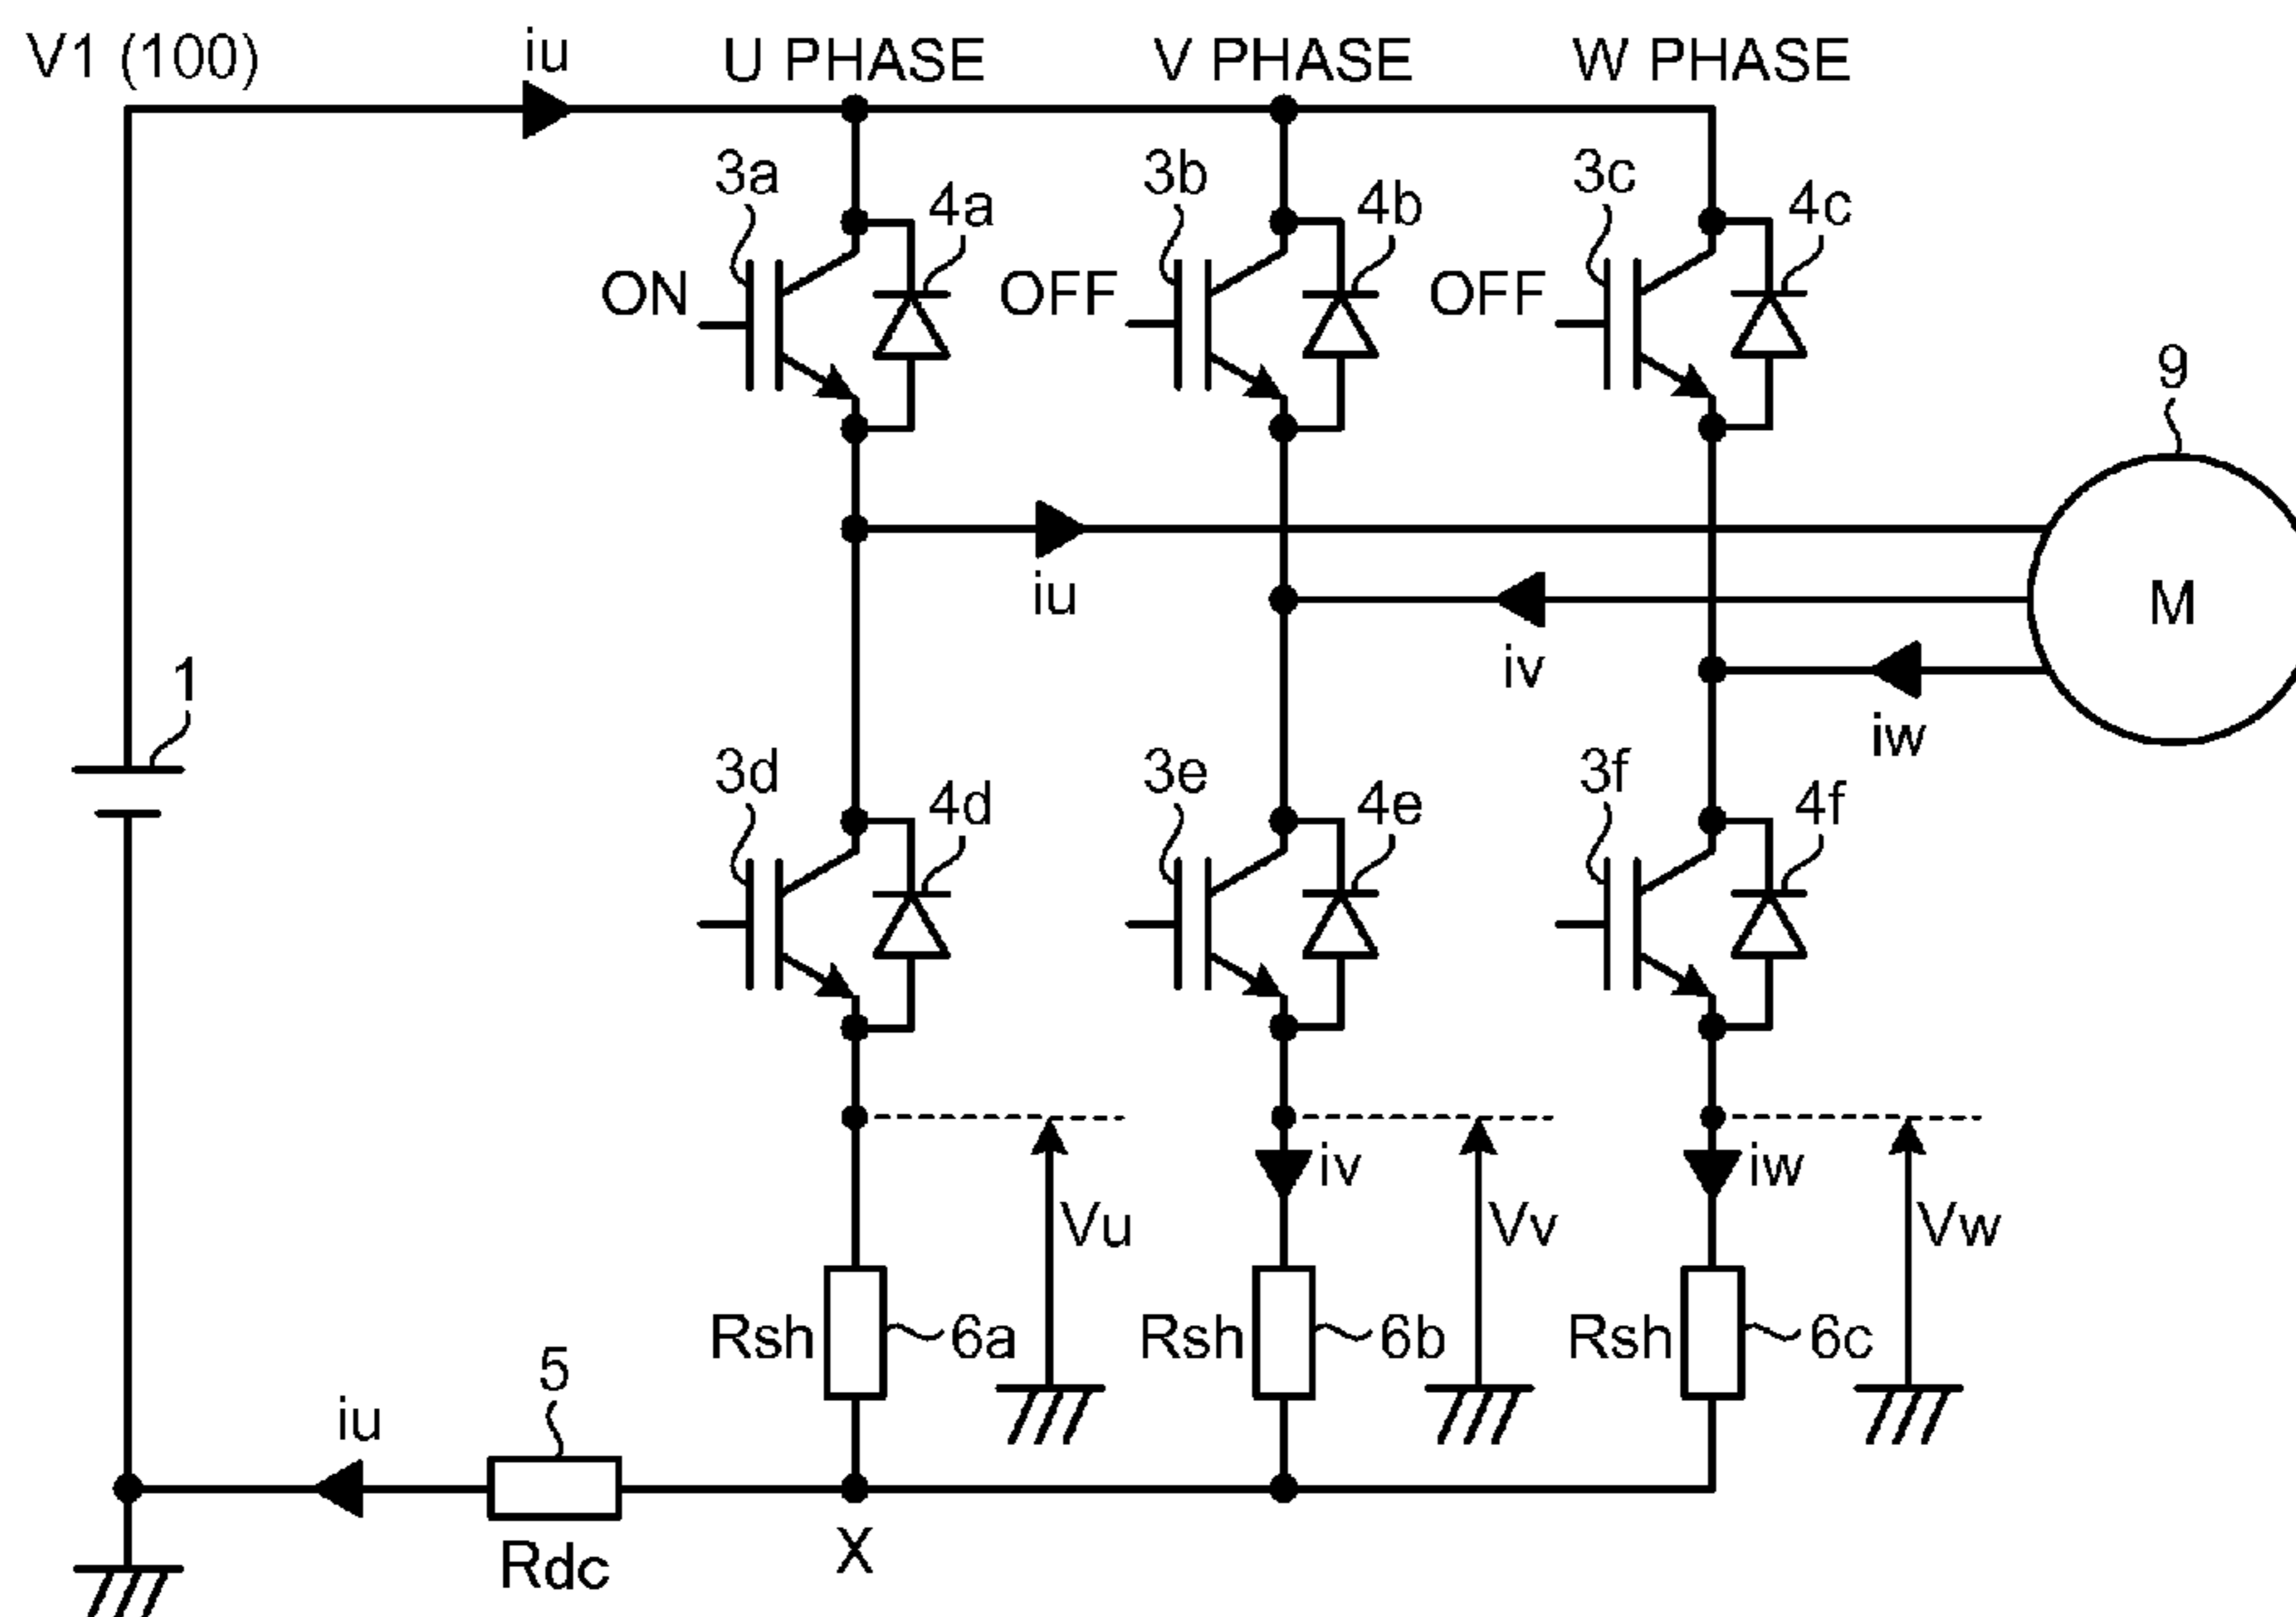 V1 (100)
iu
U PHASE
V PHASE
W PHASE
3a
4a
3b
4b
3c
4c
ON
OFF
OFF
9
M
iu
iv
iw
1
3d
4d
3e
4e
3f
4f
iv
iw
Vu
Vv
Vw
Rsh
6a
Rsh
6b
Rsh
6c
5
iu
Rdc
X